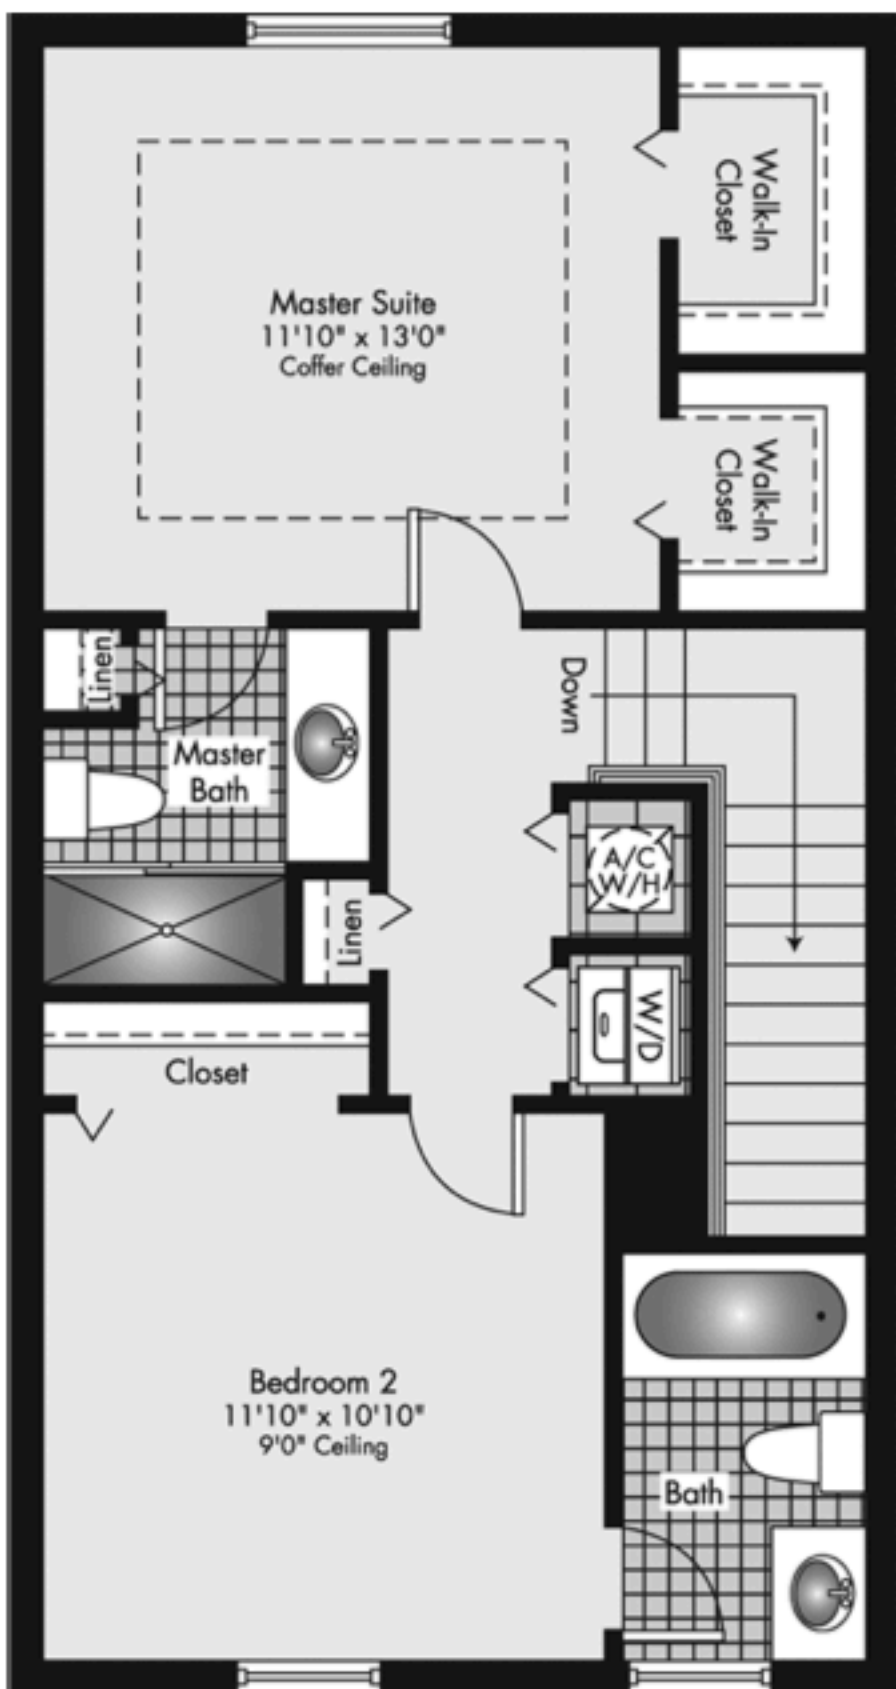 Walk-In
Closet
Master Suite
11'10" x 13'0"
Coffer Ceiling
Walk-In
Closet
Linen
Down
Master
Bath
A/C
W/H
Linen
W/D
Closet
Bedroom 2
11'10" x 10'10"
9'0" Ceiling
Bath